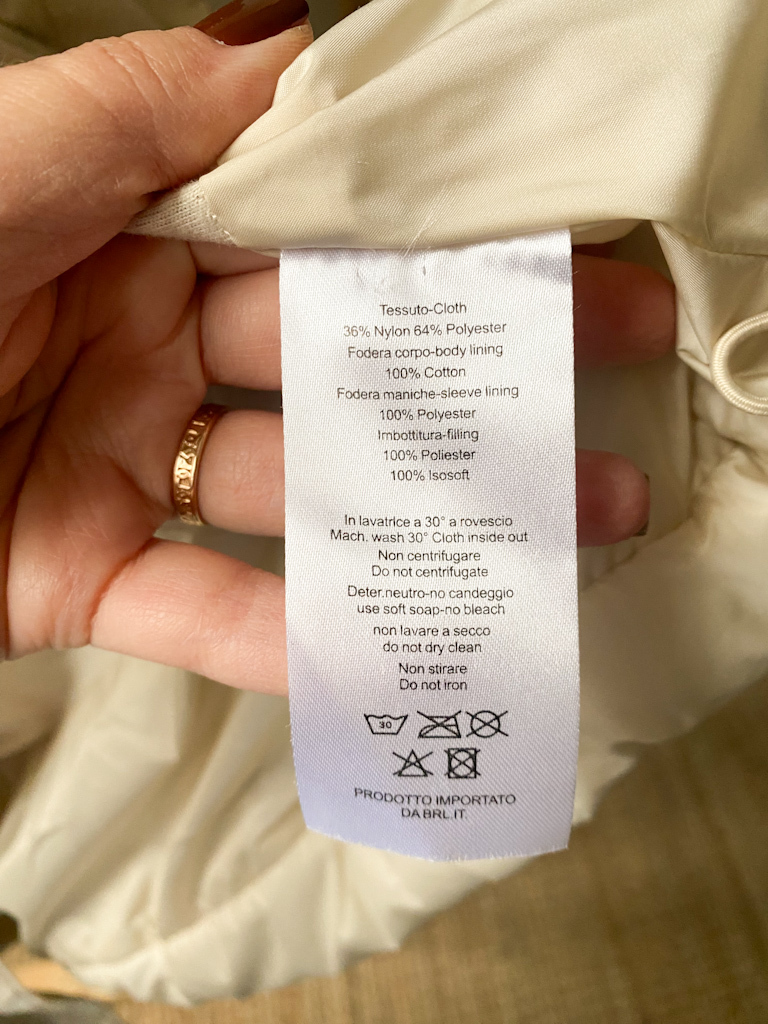 Tessuto-Cloth
36% Nylon 64% Polyester
Fodera corpo-body lining
100% Cotton
Fodera maniche-sleeve lining
100% Polyester
Imbottitura-filling
100% Poliester
100% Isosoft
In lavatrice a 30° a rovescio
Mach. wash 30° Cloth inside out
Non centrifugare
Do not centrifugate
Deter.neutro-no candeggio
use soft soap-no bleach
non lavare a secco
do not dry clean
Non stirare
Do not iron
30
PRODOTTO IMPORTATO
DA BRL.IT.